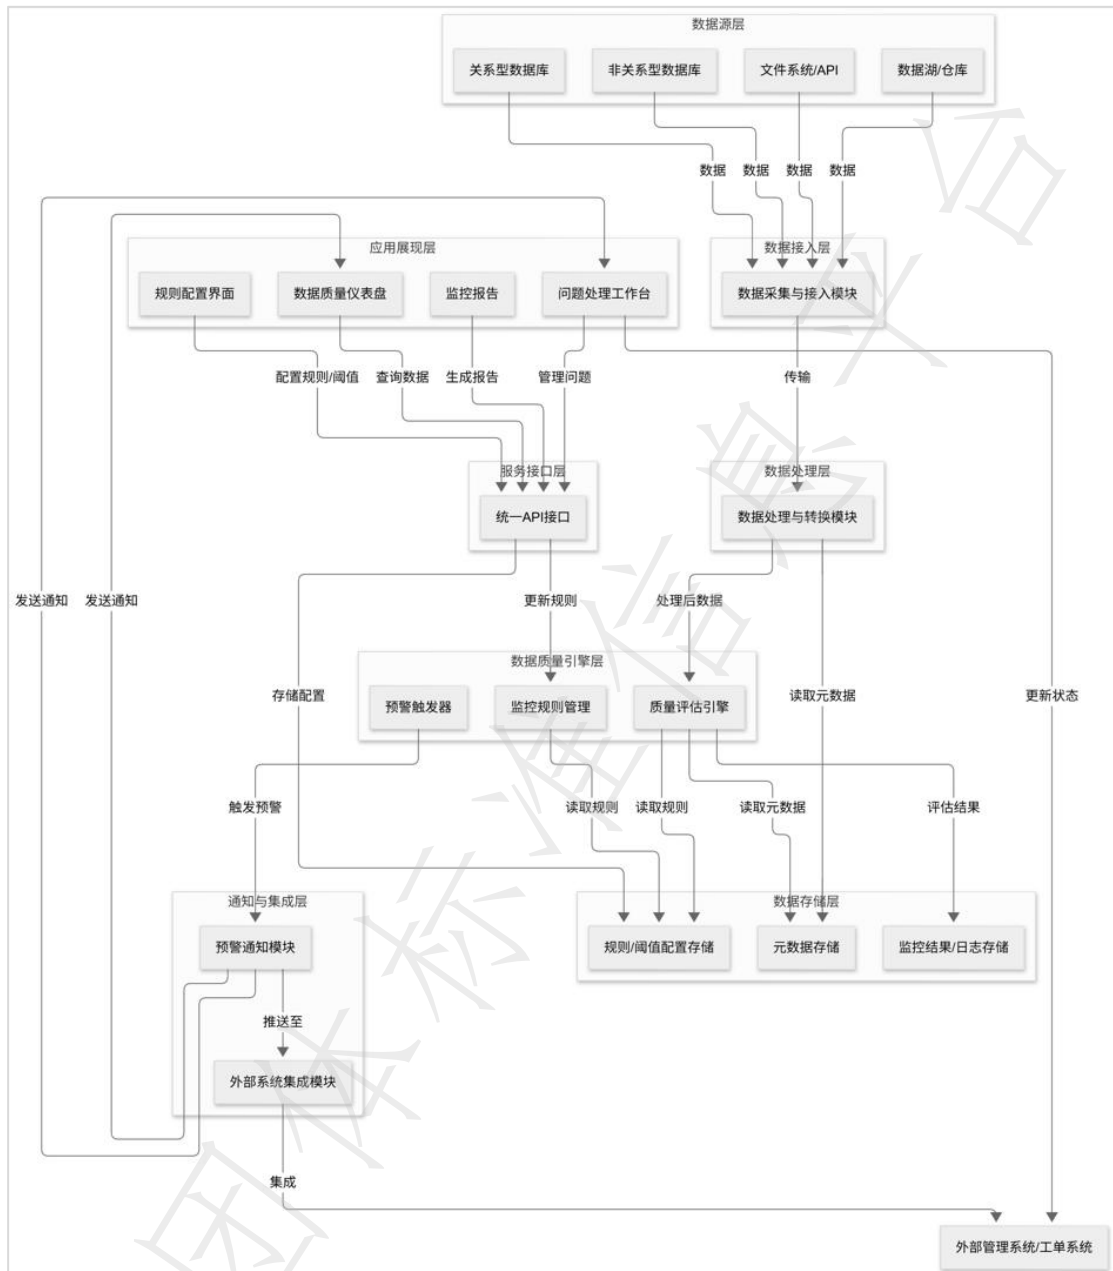 数据源层
关系型数据库
非关系型数据库
文件系统/API
数据湖/仓库
数据
数据
数据
数据
应用展现层
数据接入层
规则配置界面
数据质量仪表盘
监控报告
问题处理工作台
数据采集与接入模块
配置规则/阈值
查询数据
生成报告
管理问题
传输
服务接口层
数据处理层
统一API接口
数据处理与转换模块
发送通知
发送通知
更新规则
处理后数据
数据质量引擎层
存储配置
预警触发器
监控规则管理
质量评估引擎
读取元数据
更新状态
触发预警
读取规则
读取规则
读取元数据
评估结果
通知与集成层
数据存储层
预警通知模块
规则/阈值配置存储
元数据存储
监控结果/日志存储
推送至
外部系统集成模块
集成
外部管理系统/工单系统
团体标准信息平台